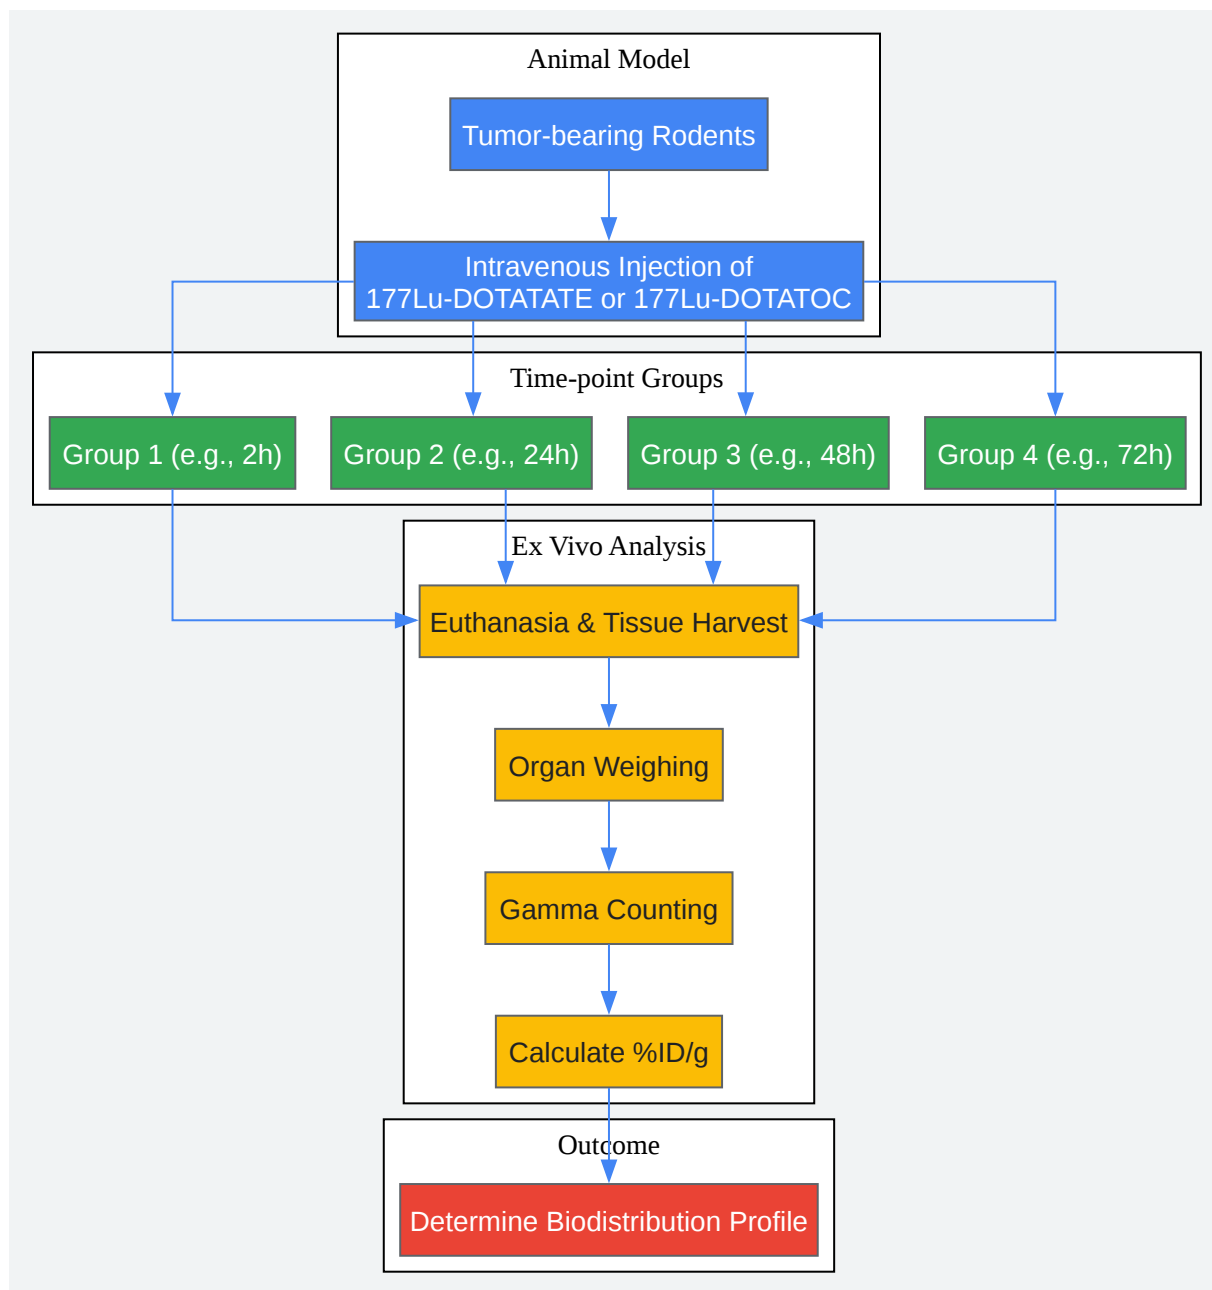 Animal Model
Tumor-bearing Rodents
Intravenous Injection of
177Lu-DOTATATE or 177Lu-DOTATOC
Time-point Groups
Group 1 (e.g., 2h)
Group 2 (e.g., 24h)
Group 3 (e.g., 48h)
Group 4 (e.g., 72h)
Ex Vivo Analysis
Euthanasia & Tissue Harvest
Organ Weighing
Gamma Counting
Calculate %ID/g
Outcome
Determine Biodistribution Profile